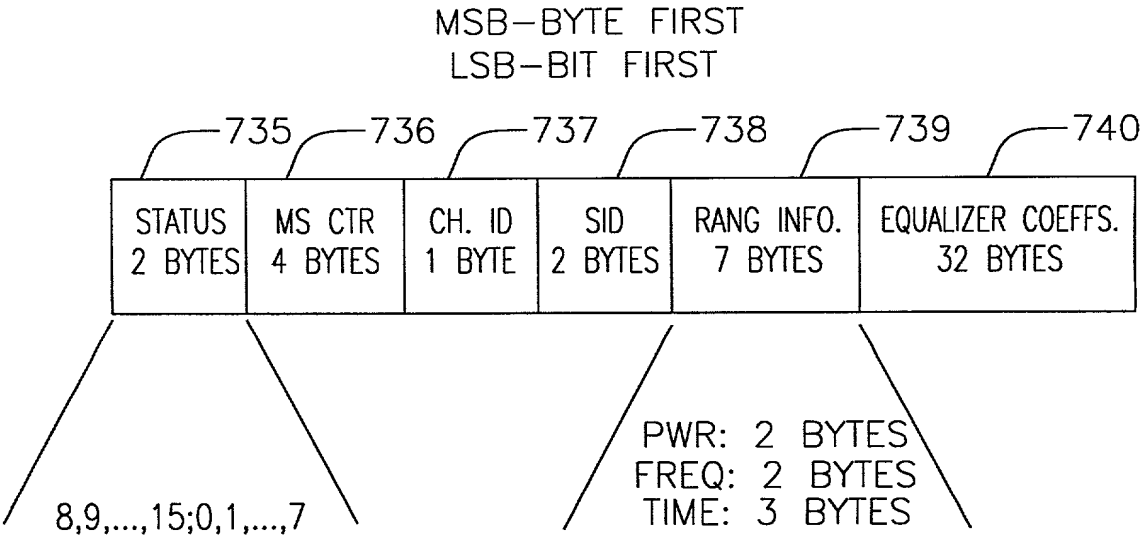 MSB-BYTE FIRST
LSB-BIT FIRST
735 736 737 738 739 740
STATUS MS CTR CH. ID SID RANG INFO. EQUALIZER COEFFS.
2 BYTES 4 BYTES 1 BYTE 2 BYTES 7 BYTES 32 BYTES
PWR: 2 BYTES
FREQ: 2 BYTES
TIME: 3 BYTES
8,9,...,15;0,1,...,7